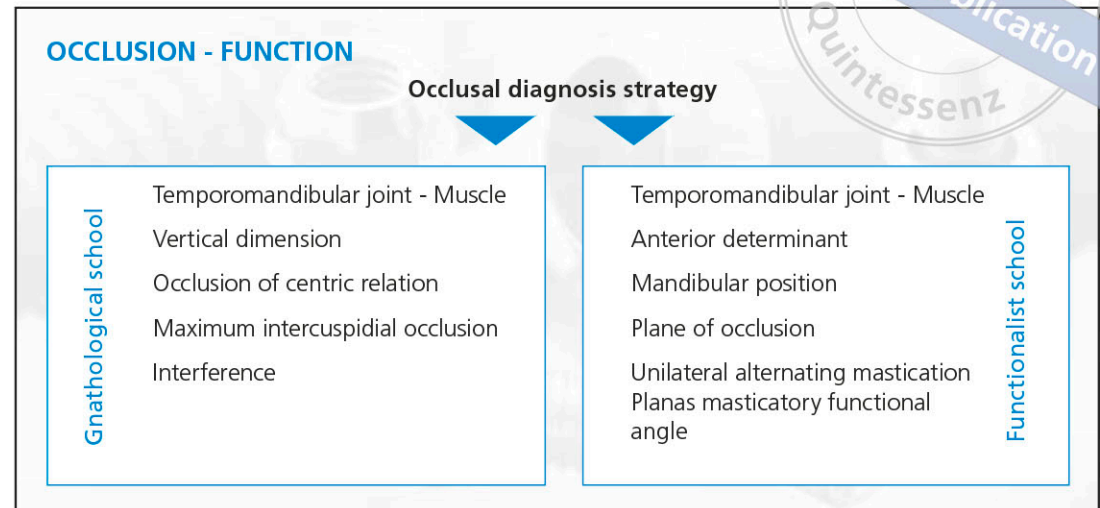 ublication
Quintessenz
OCCLUSION - FUNCTION
Occlusal diagnosis strategy
Gnathological school
Temporomandibular joint - Muscle
Vertical dimension
Occlusion of centric relation
Maximum intercuspidial occlusion
Interference
Temporomandibular joint - Muscle
Anterior determinant
Mandibular position
Plane of occlusion
Unilateral alternating mastication
Planas masticatory functional
angle
Functionalist school